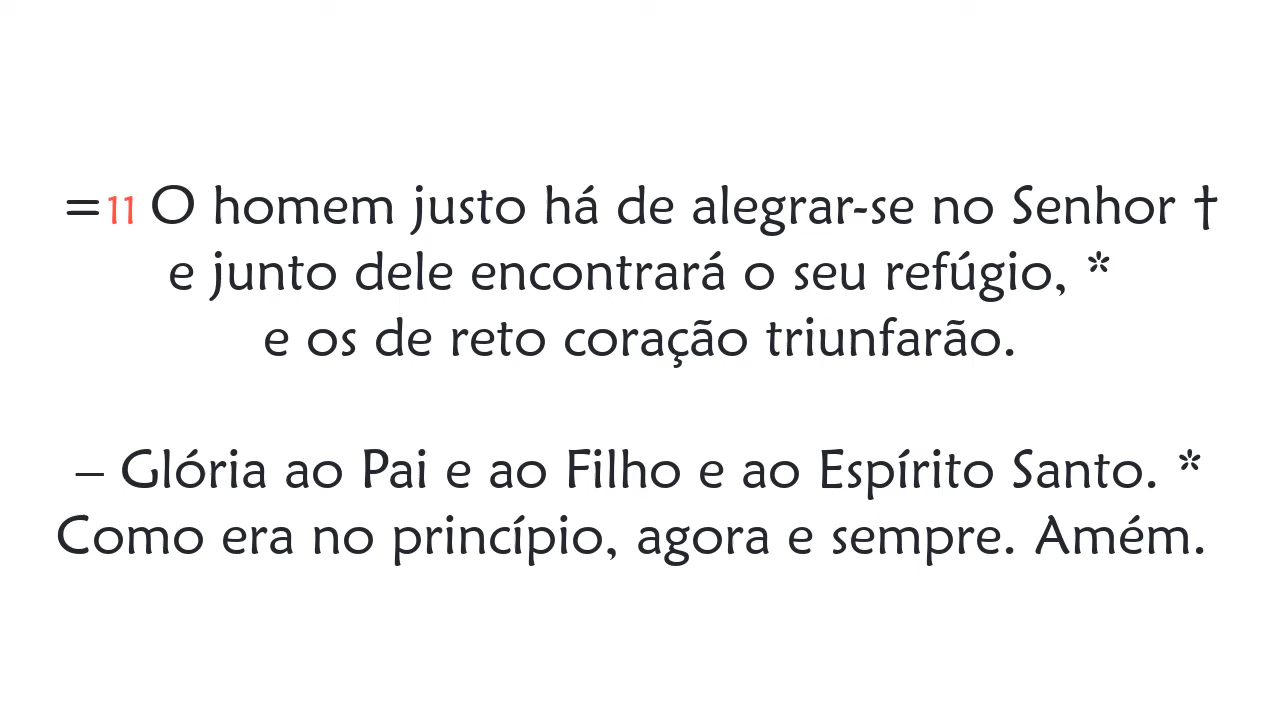 =11 O homem justo há de alegrar-se no Senhor †
e junto dele encontrará o seu refúgio, *
e os de reto coração triunfarão.
– Glória ao Pai e ao Filho e ao Espírito Santo. *
Como era no princípio, agora e sempre. Amém.